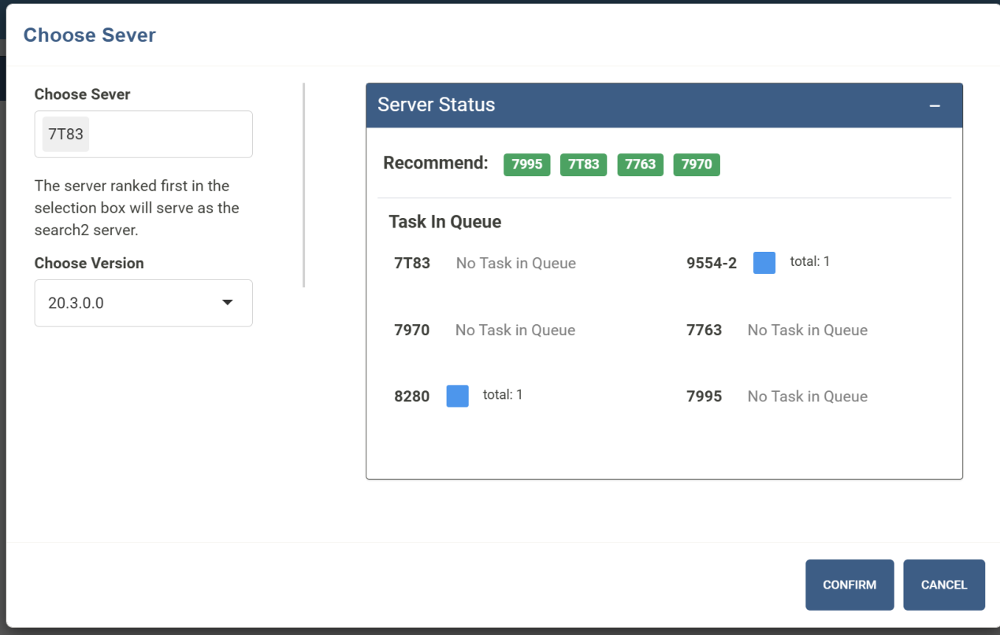 Choose Sever
Choose Sever
7T83
The server ranked first in the
selection box will serve as the
search2 server.
Choose Version
20.3.0.0
Server Status
Recommend: 7995 7T83 7763 7970
Task In Queue
7T83 No Task in Queue 9554-2 total: 1
7970 No Task in Queue 7763 No Task in Queue
8280 total: 1 7995 No Task in Queue
CONFIRM CANCEL